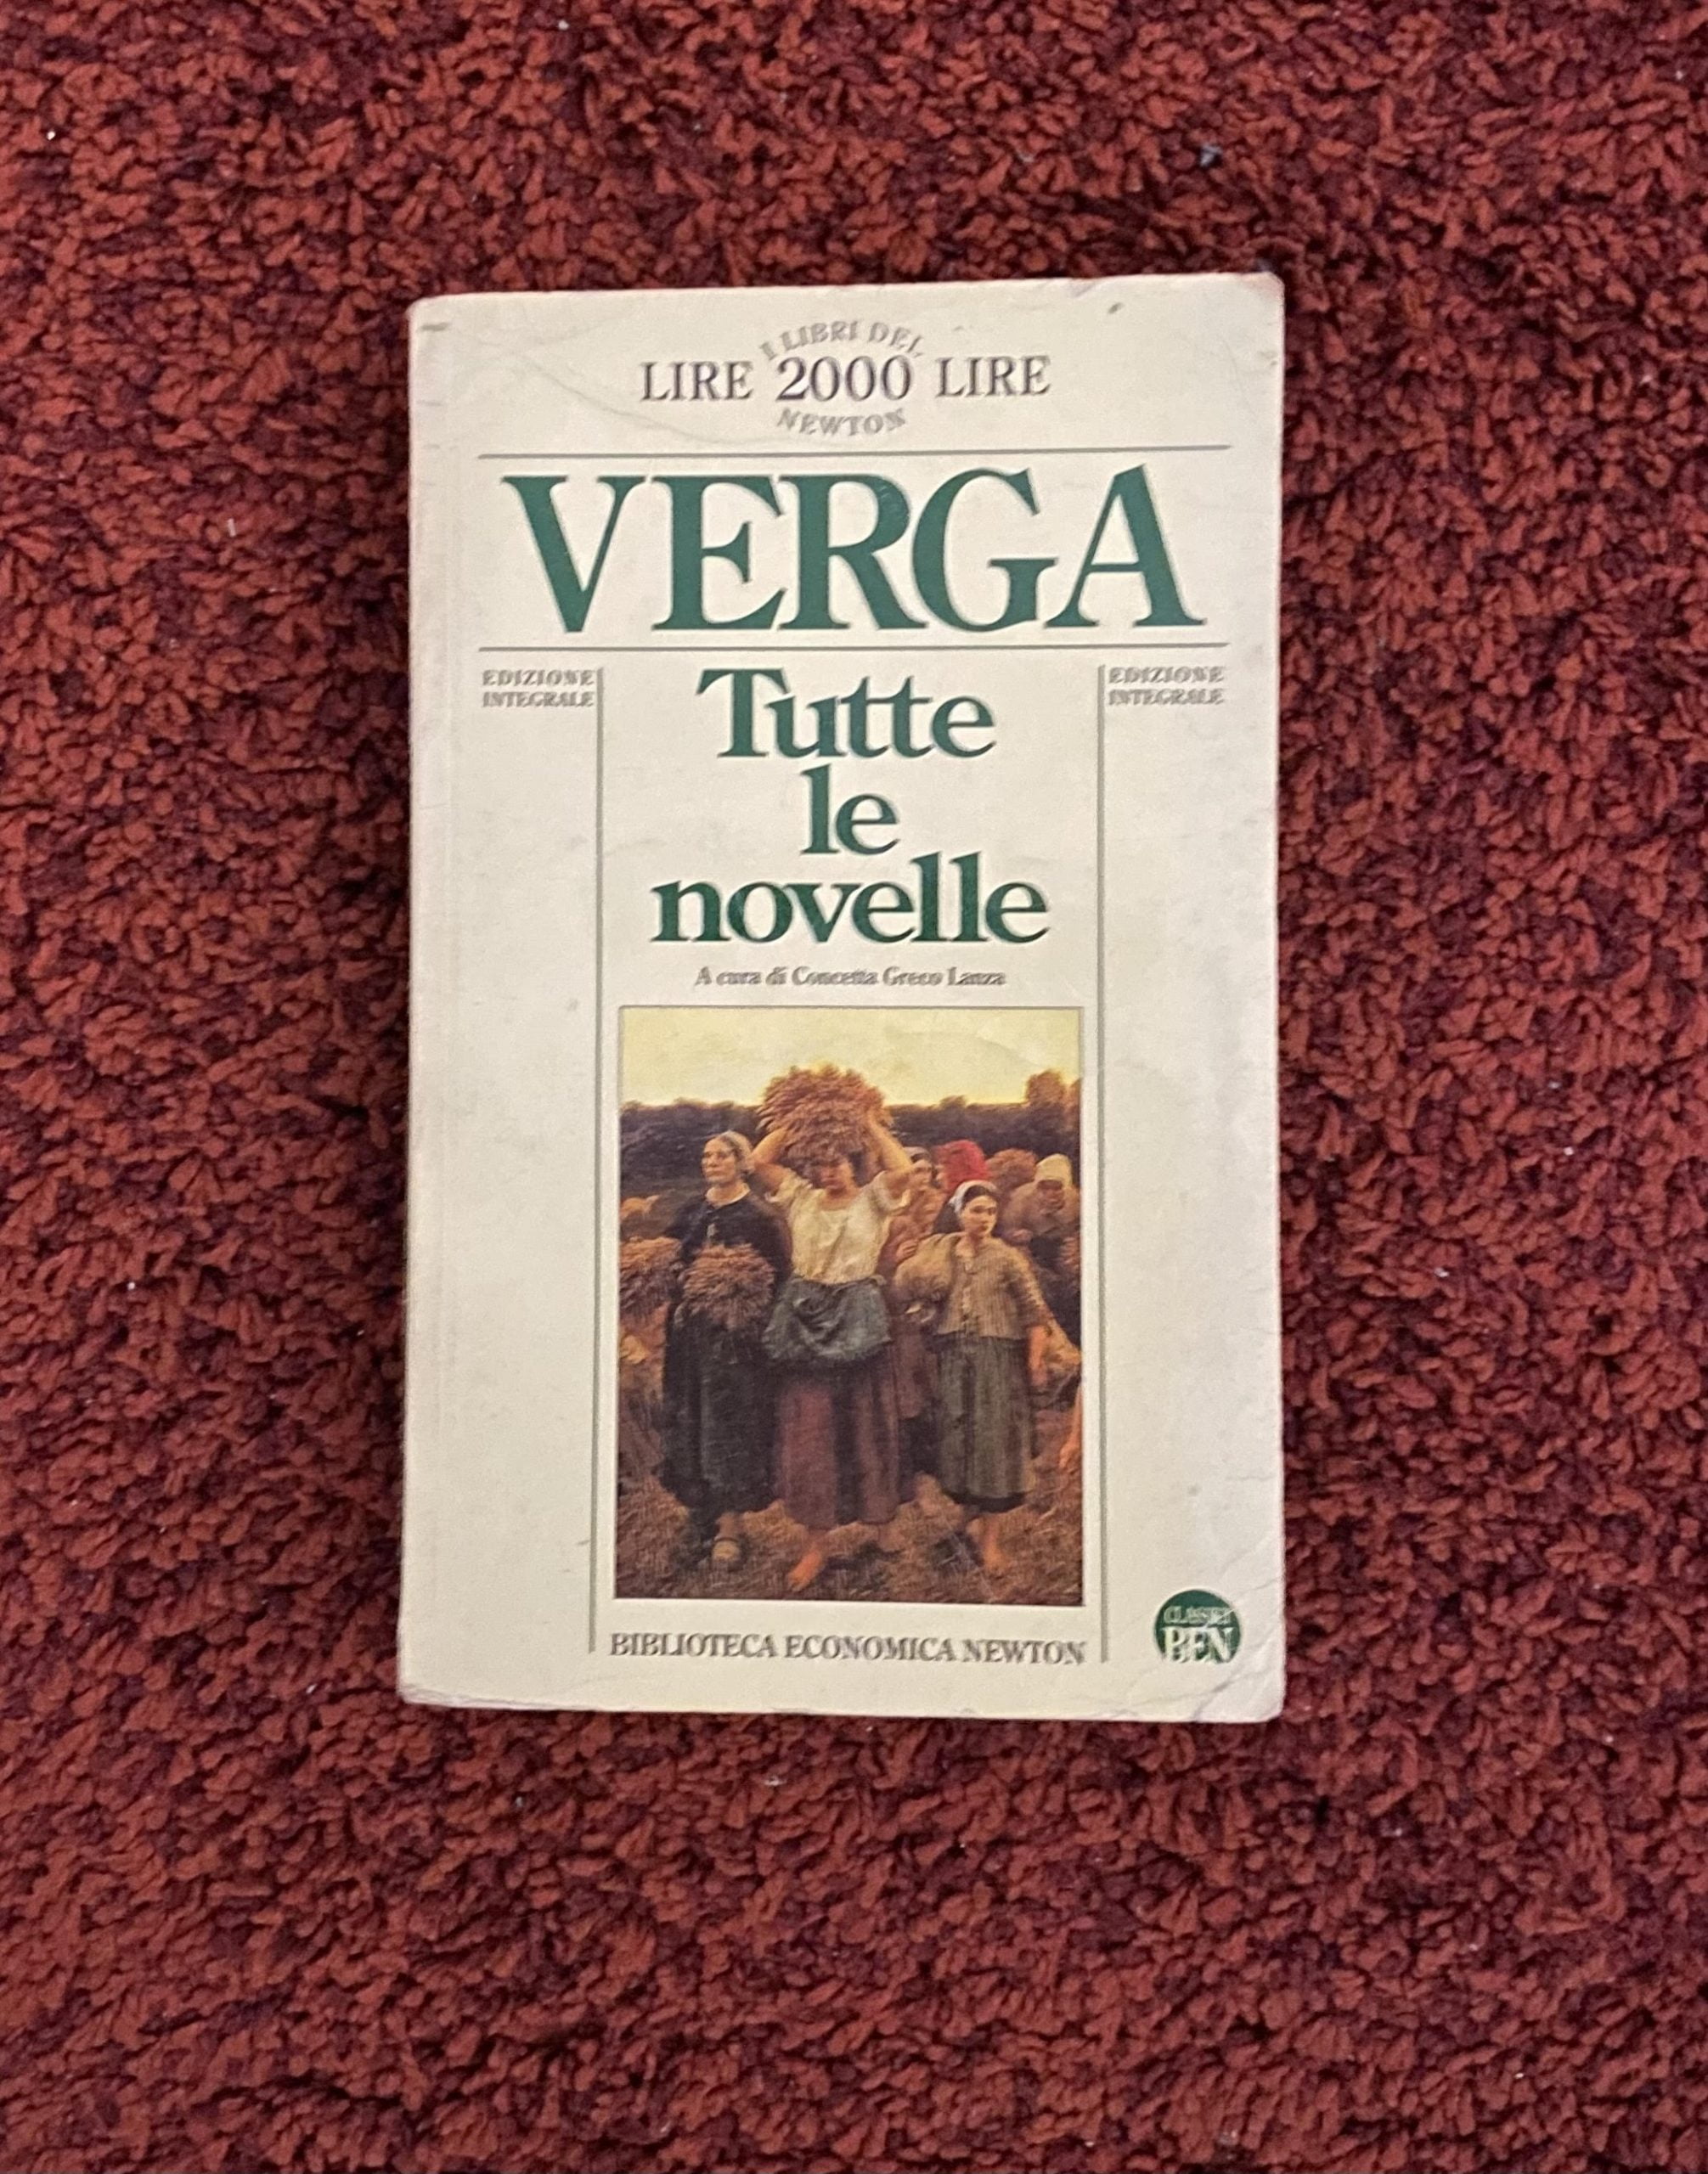 I LIBRI DEL
LIRE 2000 LIRE
NEWTON
VERGA
EDIZIONE
INTEGRALE
Tutte
le
novelle
EDIZIONE
INTEGRALE
A cura di Concetta Greco Lanza
BIBLIOTECA ECONOMICA NEWTON
CLASSICI
BEN